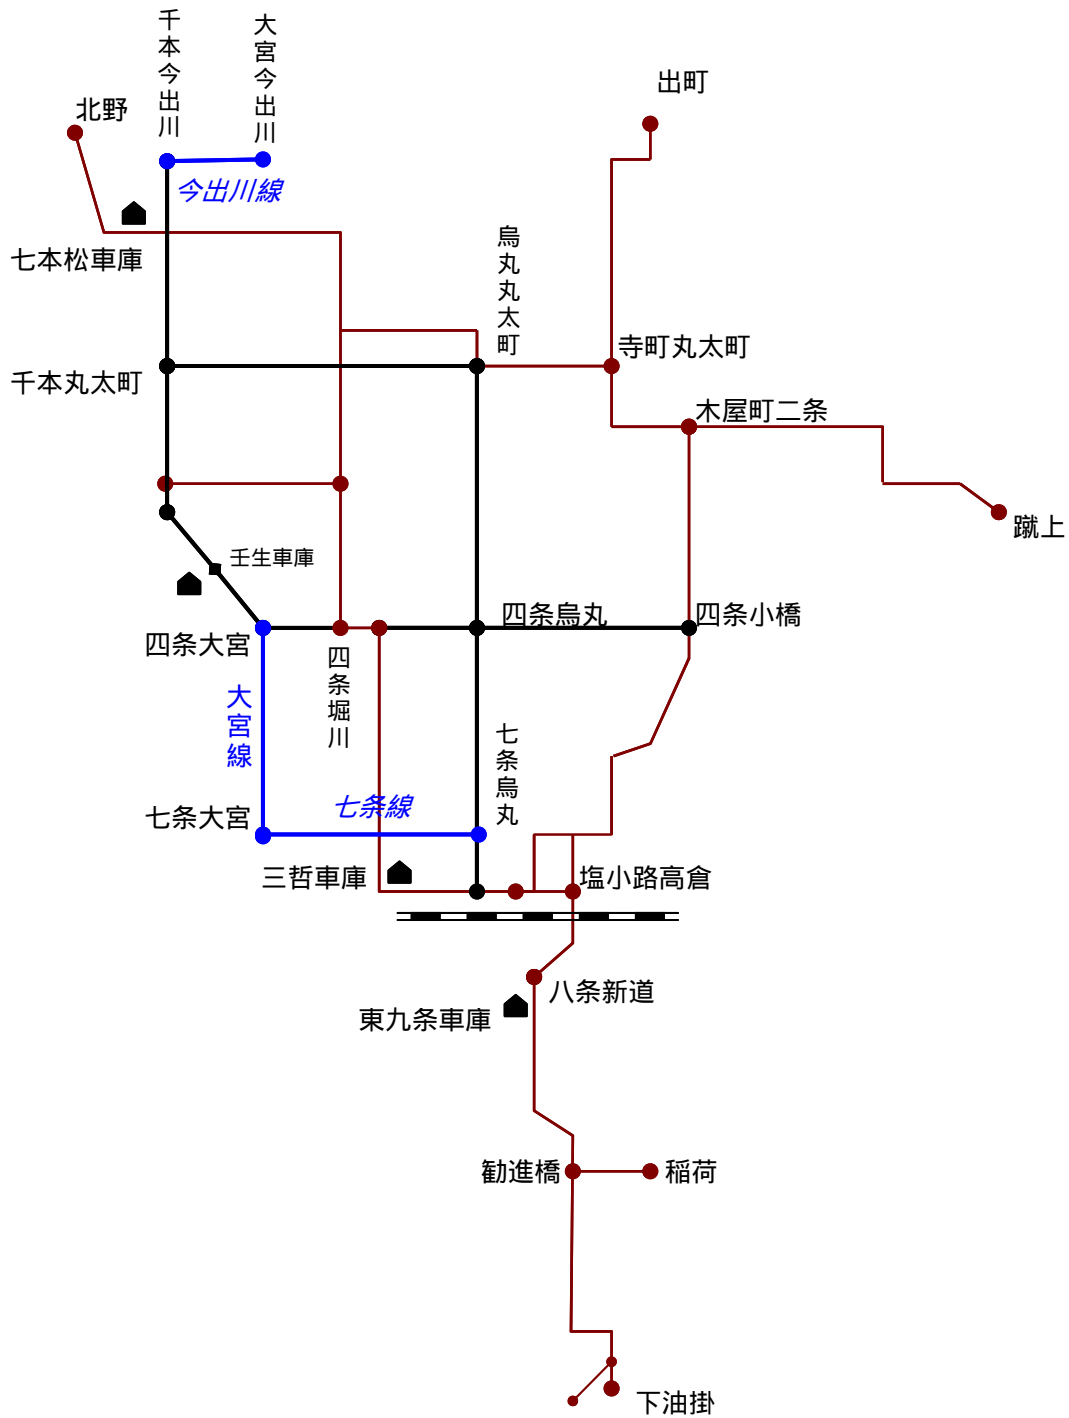 千本今出川
大宮今出川
出町
北野
今出川線
七本松車庫
烏丸丸太町
寺町丸太町
千本丸太町
木屋町二条
蹴上
壬生車庫
四条烏丸
四条小橋
四条大宮
四条堀川
大宮線
七条烏丸
七条線
七条大宮
三哲車庫
塩小路高倉
八条新道
東九条車庫
勧進橋
稲荷
下油掛